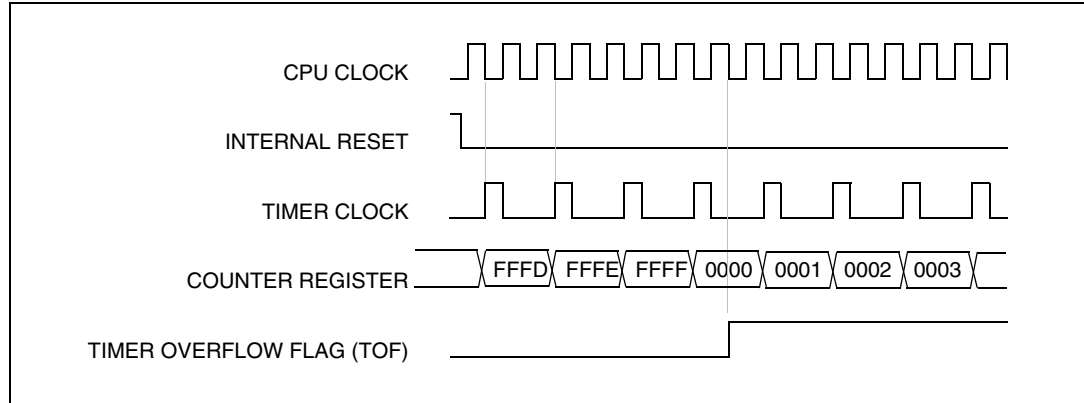 CPU CLOCK
INTERNAL RESET
TIMER CLOCK
COUNTER REGISTER
FFFD FFFE FFFF 0000 0001 0002 0003
TIMER OVERFLOW FLAG (TOF)